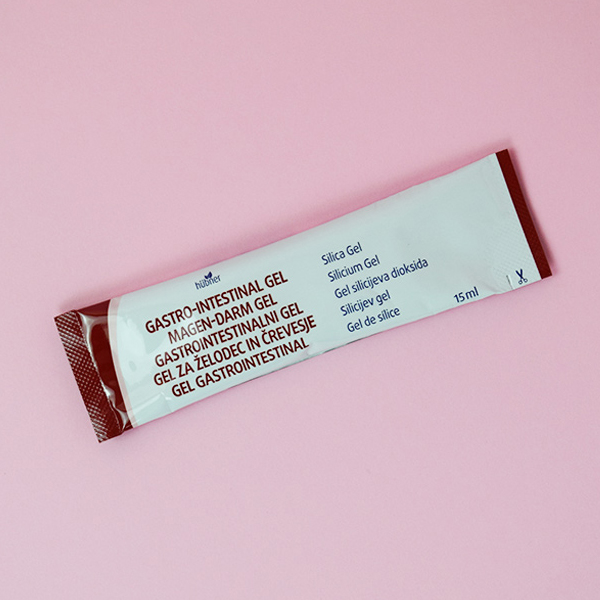 hübner
GASTRO-INTESTINAL GEL
MAGEN-DARM GEL
GASTROINTESTINALNI GEL
GEL ZA ŽELODEC IN ČREVESJE
GEL GASTROINTESTINAL
Silica Gel
Silicium Gel
Gel silicijeva dioksida
Silicijev gel
Gel de silice
15 ml